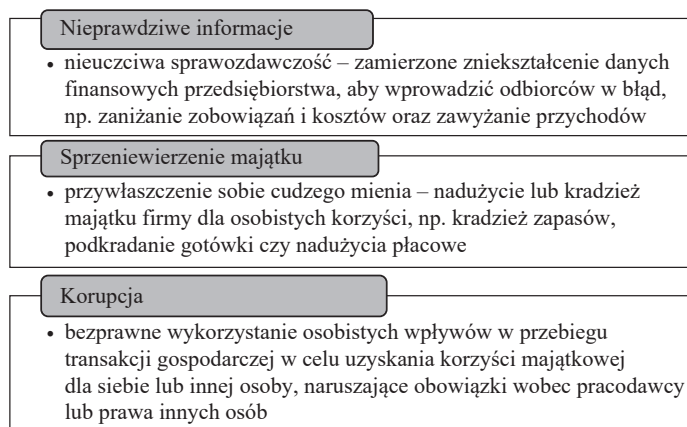 Nieprawdziwe informacje
• nieuczciwa sprawozdawczość – zamierzone zniekształcenie danych
finansowych przedsiębiorstwa, aby wprowadzić odbiorców w błąd,
np. zaniżanie zobowiązań i kosztów oraz zawyżanie przychodów
Sprzeniewierzenie majątku
• przywłaszczenie sobie cudzego mienia – nadużycie lub kradzież
majątku firmy dla osobistych korzyści, np. kradzież zapasów,
podkradanie gotówki czy nadużycia płacowe
Korupcja
• bezprawne wykorzystanie osobistych wpływów w przebiegu
transakcji gospodarczej w celu uzyskania korzyści majątkowej
dla siebie lub innej osoby, naruszające obowiązki wobec pracodawcy
lub prawa innych osób